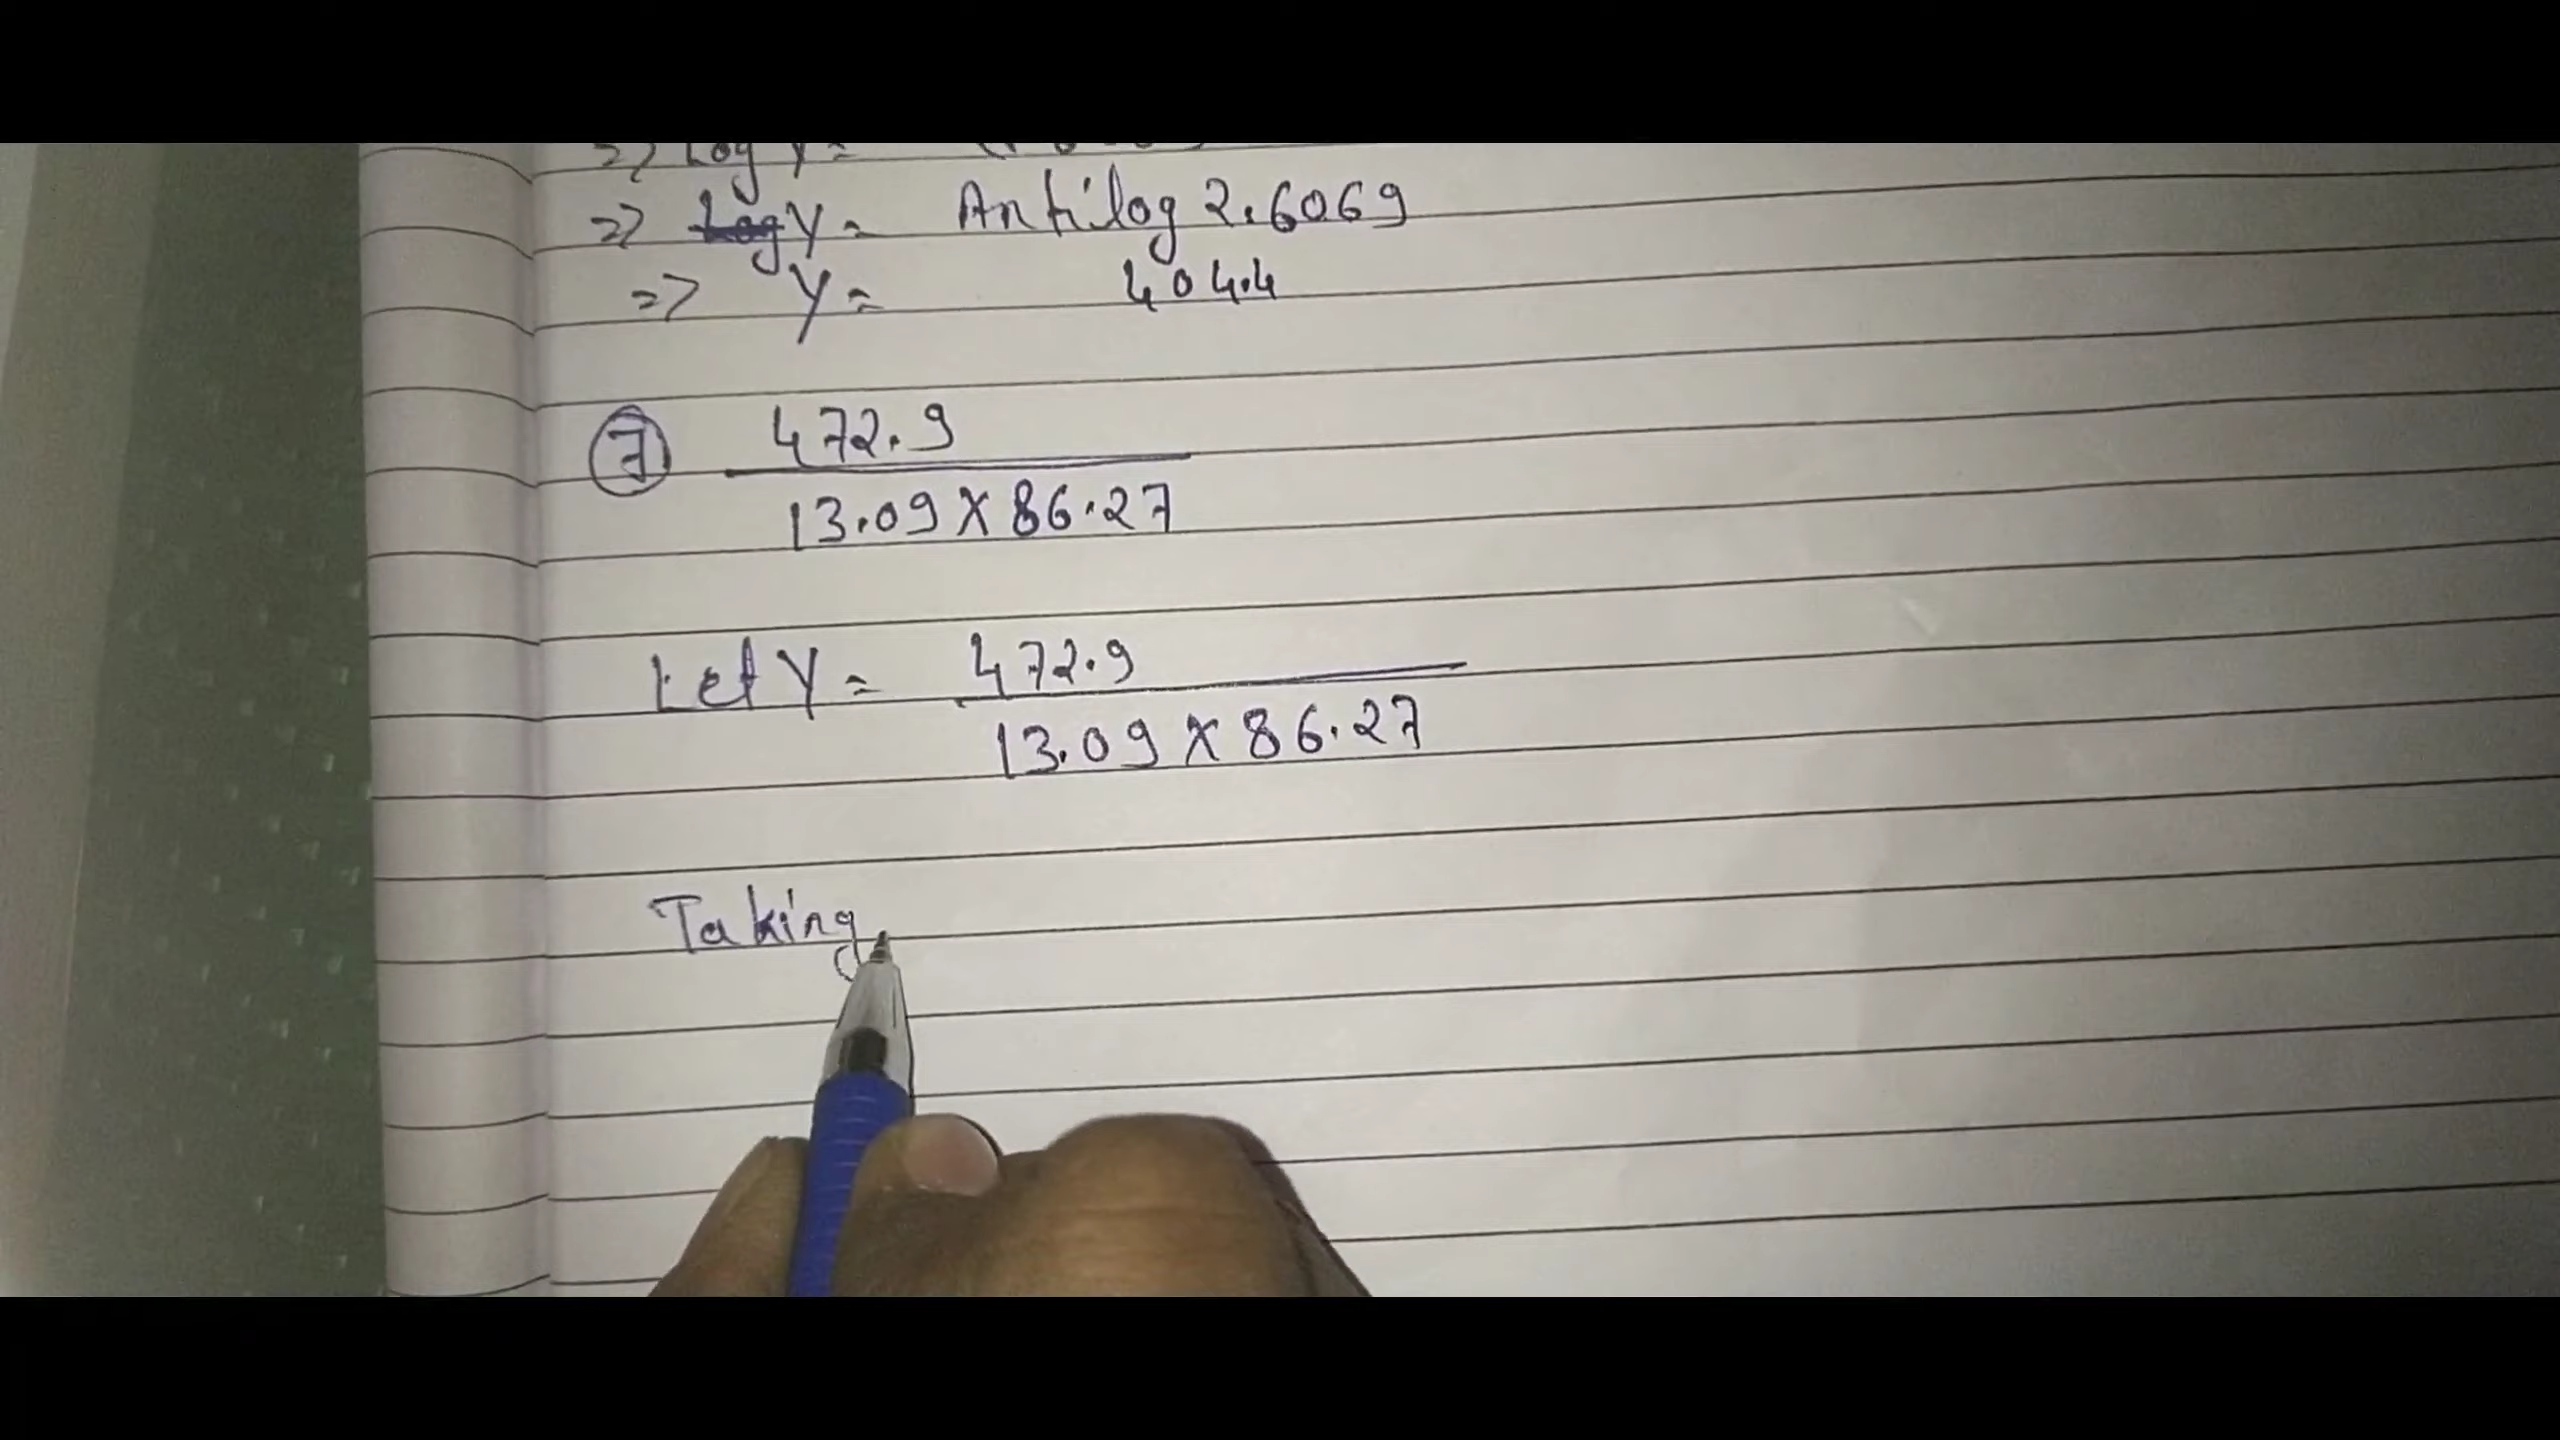 => Log Y =
=> Y = Antilog 2.6069
=> Y = 404.4
7 472.9
13.09 X 86.27
Let Y = 472.9
13.09 X 86.27
Taking